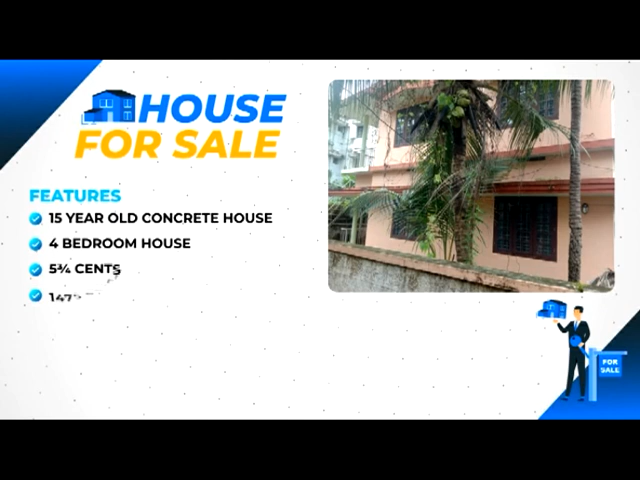 HOUSE
FOR SALE
FEATURES
15 YEAR OLD CONCRETE HOUSE
4 BEDROOM HOUSE
5¾ CENTS
FOR
SALE